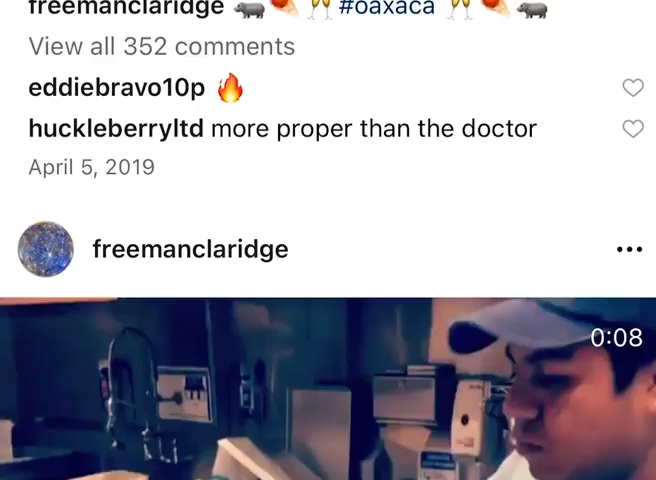 freemanclaridge 🦏☄️🥂 #oaxaca 🥂☄️🦏
View all 352 comments
eddiebravo10p 🔥
huckleberryltd more proper than the doctor
April 5, 2019
freemanclaridge
0:08